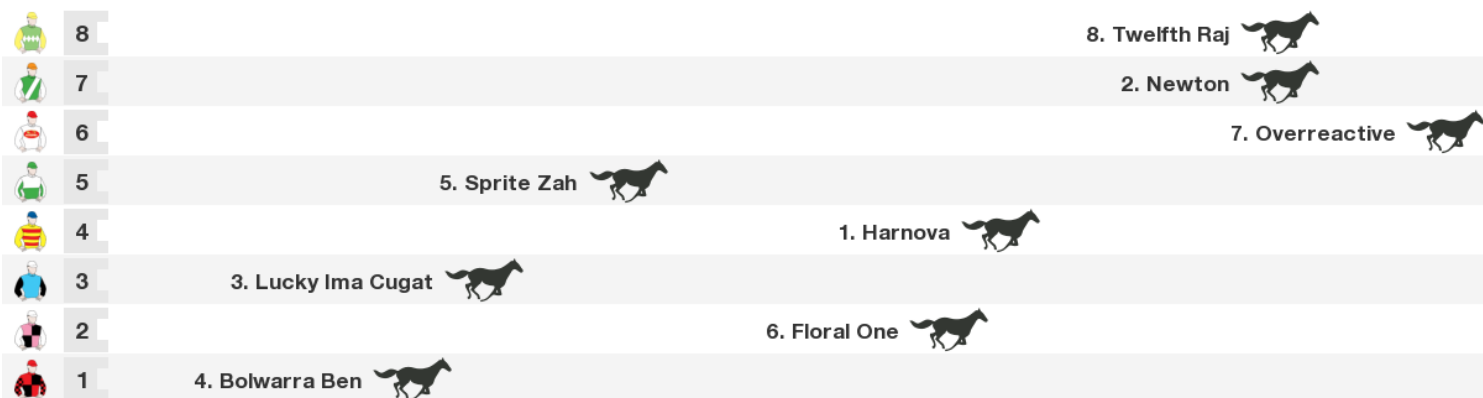 8 8. Twelfth Raj
7 2. Newton
6 7. Overreactive
5 5. Sprite Zah
4 1. Harnova
3 3. Lucky Ima Cugat
2 6. Floral One
1 4. Bolwarra Ben